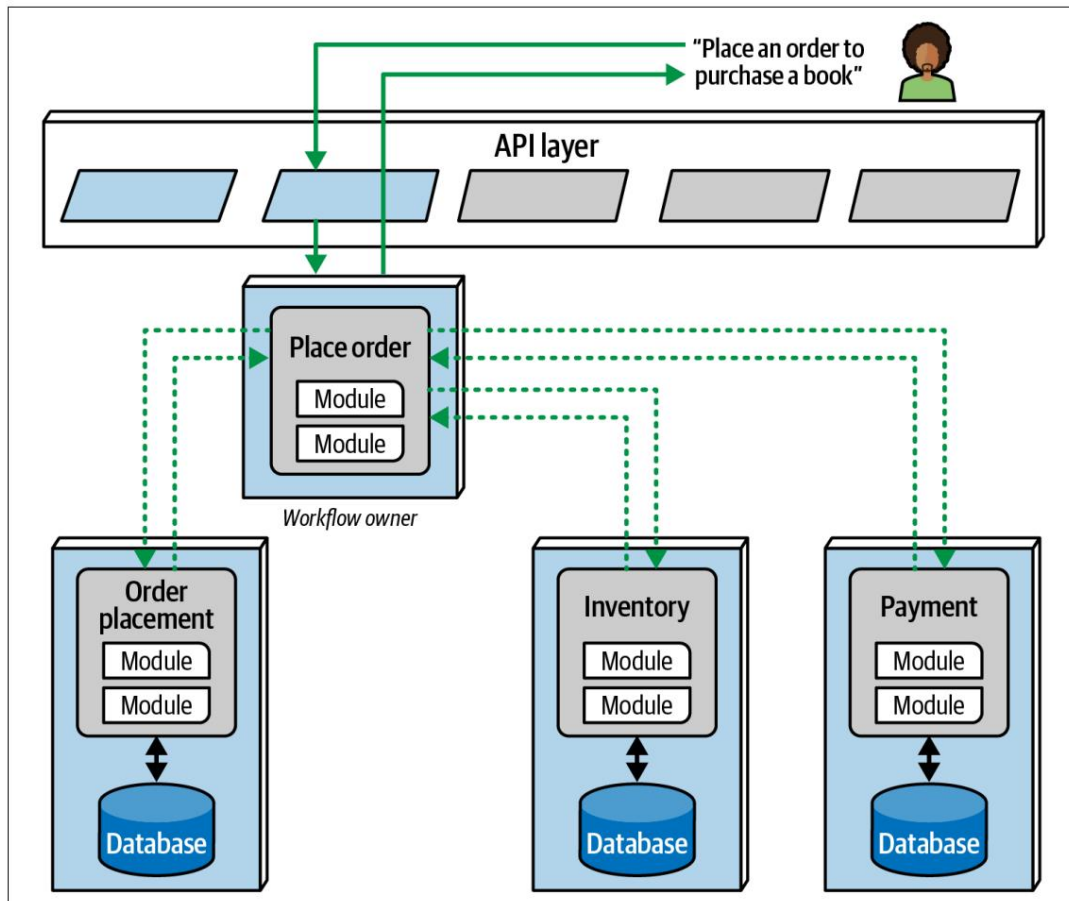 “Place an order to
purchase a book”
API layer
Place order
Module
Module
Workflow owner
Order
placement
Module
Module
Database
Inventory
Module
Module
Database
Payment
Module
Module
Database